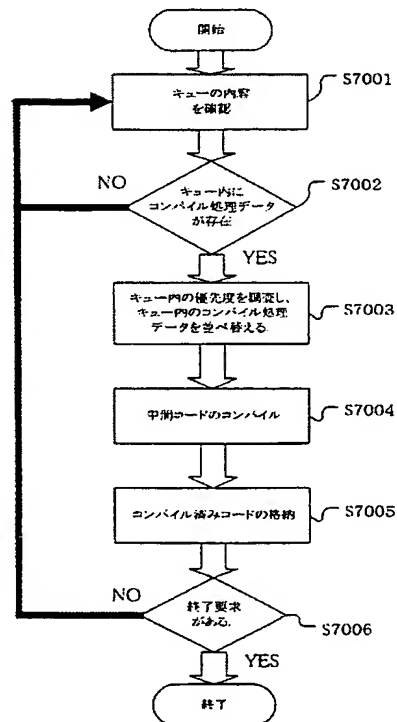 開始
キューの内容
を確認
S7001
キュー内に
コンパイル処理データ
が存在
S7002
NO
YES
キュー内の優先度を調査し、
キュー内のコンパイル処理
データを並べ替える
S7003
中間コードのコンパイル
S7004
コンパイル済みコードの格納
S7005
終了要求
がある
S7006
NO
YES
終了